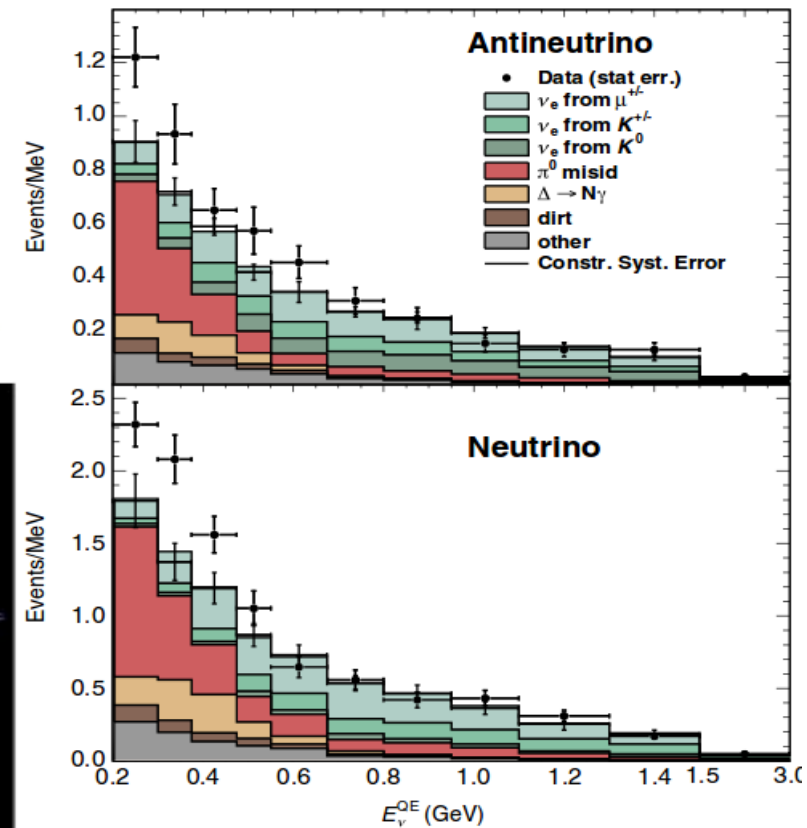 Antineutrino
Data (stat err.)
νe from μ+/-
νe from K+/-
νe from K0
π0 misid
Δ → Nγ
dirt
other
Constr. Syst. Error
Events/MeV
1.2
1.0
0.8
0.6
0.4
0.2
Neutrino
Events/MeV
2.5
2.0
1.5
1.0
0.5
0.0
0.2 0.4 0.6 0.8 1.0 1.2 1.4 1.5 3.0
EνQE (GeV)